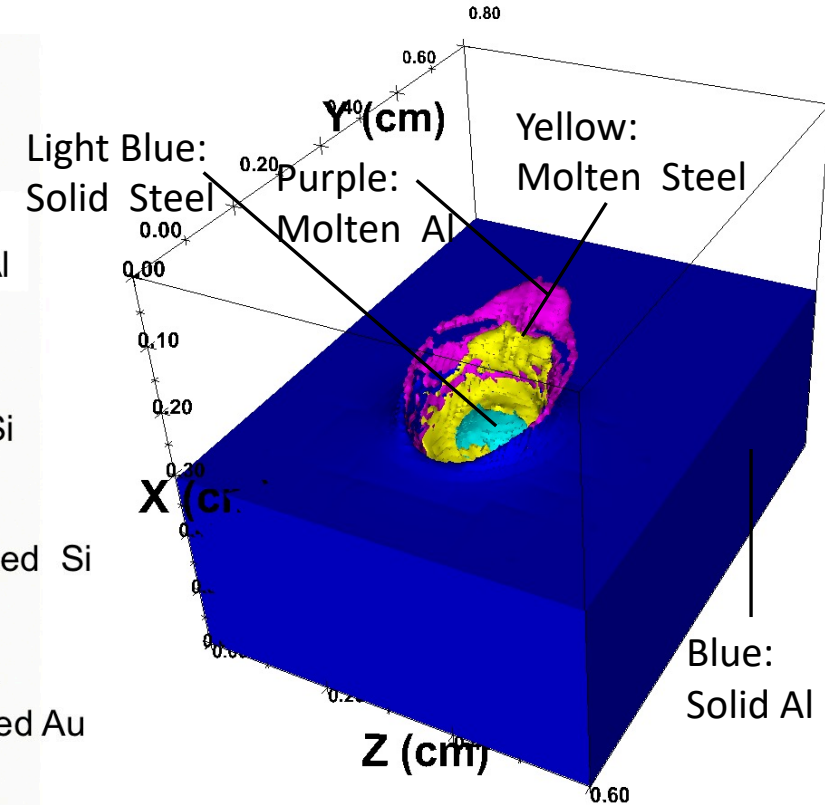 0.80
0.60
0.40
Y (cm)
0.20
0.00
Light Blue:
Solid Steel
Purple:
Molten Al
Yellow:
Molten Steel
0.00
0.10
0.20
0.30
X
Si
ed Si
ed Au
Blue:
Solid Al
Z (cm)
0.60